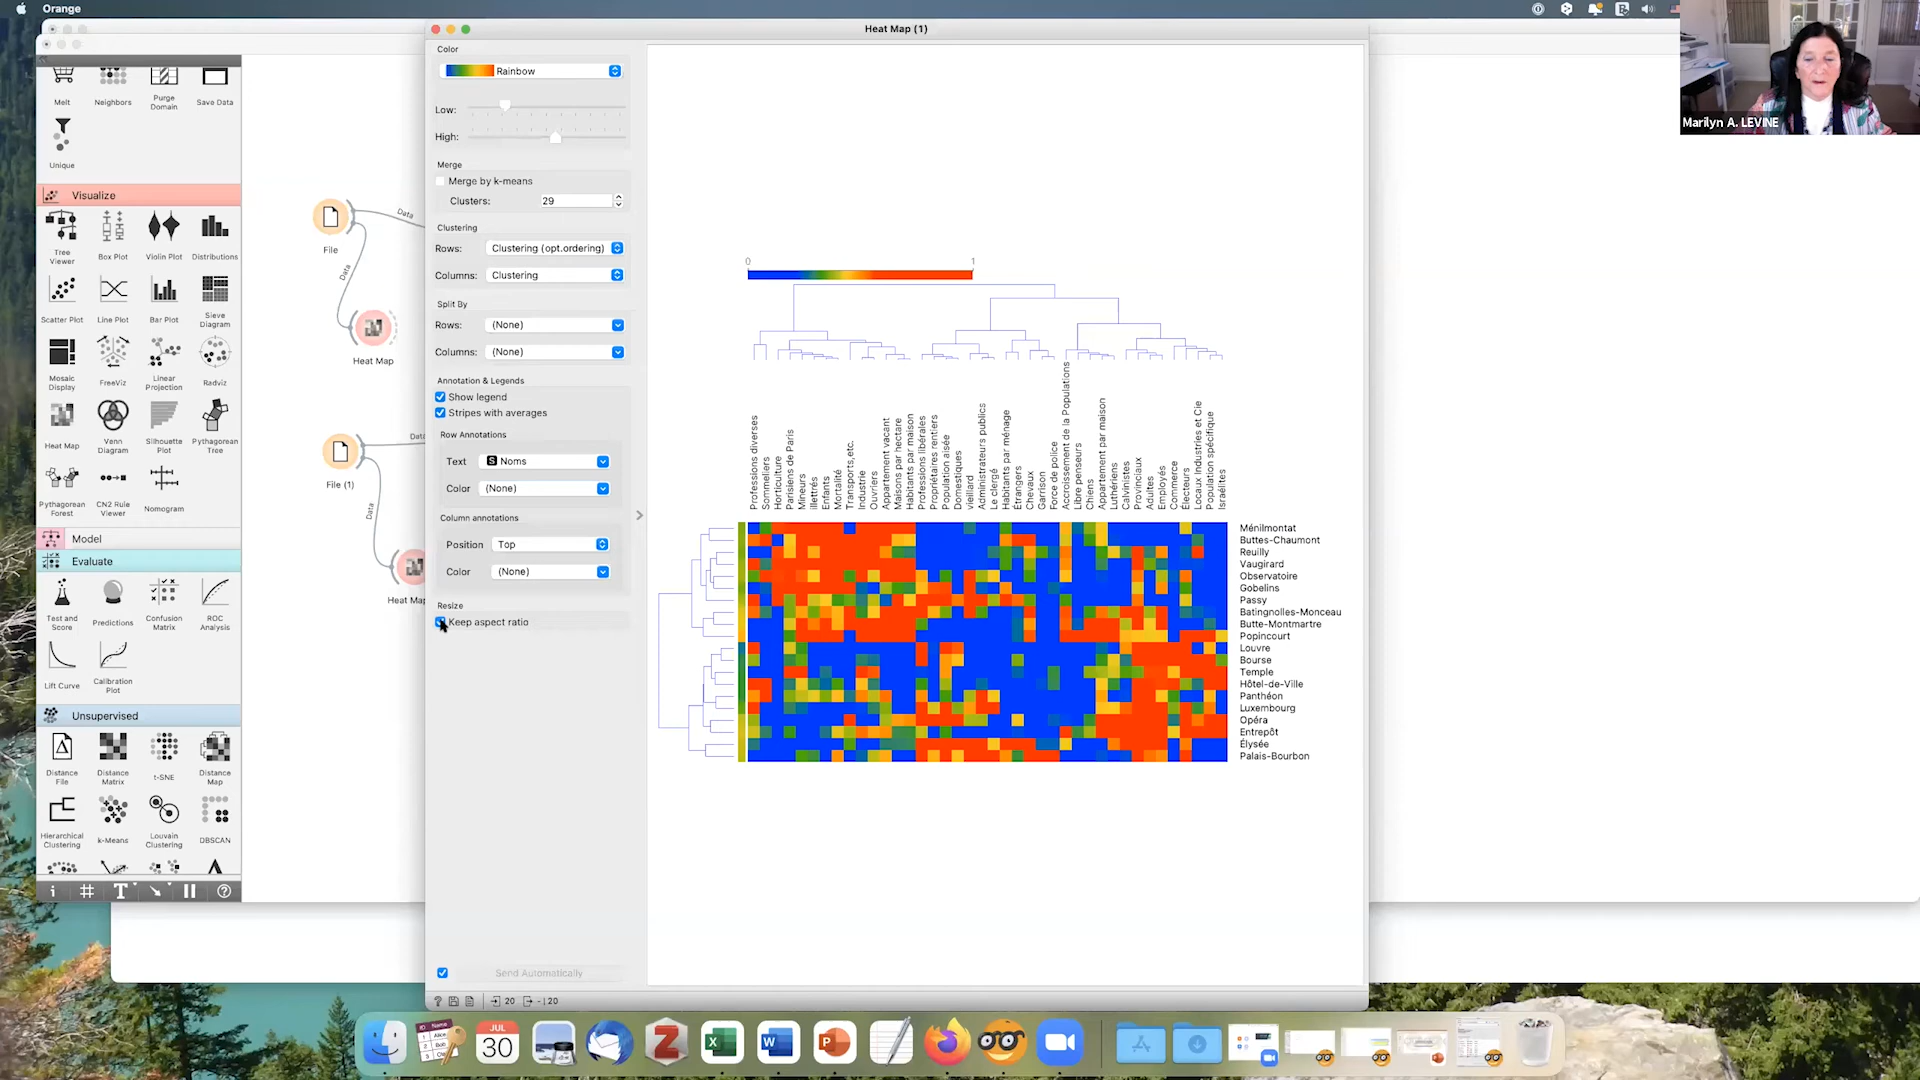 Orange
Heat Map (1)
Marilyn A. LEVINE
Melt
Neighbors
Purge
Domain
Save Data
Unique
Visualize
Tree
Viewer
Box Plot
Violin Plot
Distributions
Scatter Plot
Line Plot
Bar Plot
Sieve
Diagram
Mosaic
Display
FreeViz
Linear
Projection
Radviz
Heat Map
Venn
Diagram
Silhouette
Plot
Pythagorean
Tree
Pythagorean
Forest
CN2 Rule
Viewer
Nomogram
Model
Evaluate
Test and
Score
Predictions
Confusion
Matrix
ROC
Analysis
Lift Curve
Calibration
Plot
Unsupervised
Distance
File
Distance
Matrix
t-SNE
Distance
Map
Hierarchical
Clustering
k-Means
Louvain
Clustering
DBSCAN
File
Data
Data
Heat Map
File (1)
Data
Data
Heat Map
Color
Rainbow
Low:
High:
Merge
Merge by k-means
Clusters: 29
Clustering
Rows: Clustering (opt.ordering)
Columns: Clustering
Split By
Rows: (None)
Columns: (None)
Annotation & Legends
Show legend
Stripes with averages
Row Annotations
Text S Noms
Color (None)
Column annotations
Position Top
Color (None)
Resize
Keep aspect ratio
Send Automatically
20 - 20
0 1
Professions diverses
Sommeliers
Horticulture
Parisiens de Paris
Mineurs
illettrés
Enfants
Mortalité
Transports,etc.
Industrie
Ouvriers
Appartement vacant
Maisons par hectare
Habitants par maison
Professions libérales
Propriétaires rentiers
Population aisée
Domestiques
vieillard
Administrateurs publics
Le clergé
Habitants par ménage
Étrangers
Chevaux
Garrison
Force de police
Accroissement de la Populations
Libre penseurs
Chiens
Appartement par maison
Luthériens
Calvinistes
Provinciaux
Adultes
Employés
Commerce
Électeurs
Locaux Industries et Cie
Population spécifique
Israélites
Ménilmontat
Buttes-Chaumont
Reuilly
Vaugirard
Observatoire
Gobelins
Passy
Batingnolles-Monceau
Butte-Montmartre
Popincourt
Louvre
Bourse
Temple
Hôtel-de-Ville
Panthéon
Luxembourg
Opéra
Entrepôt
Élysée
Palais-Bourbon
JUL
30